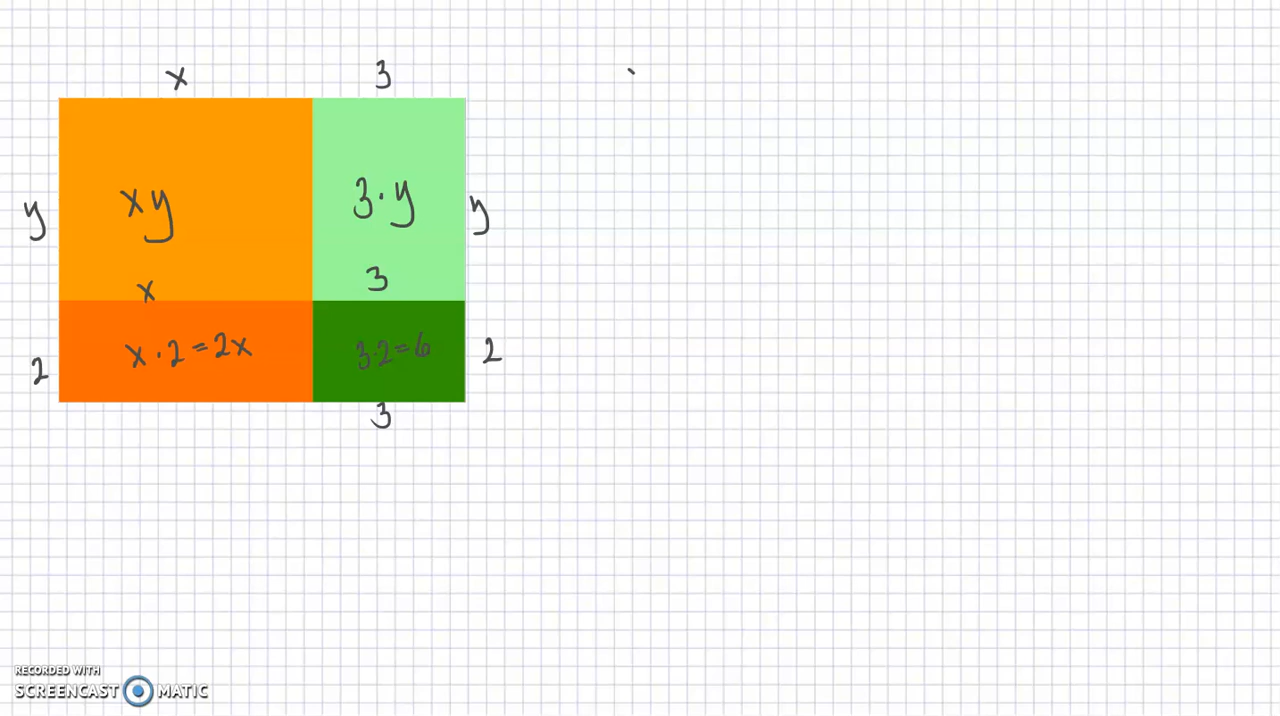 x 3
y xy 3·y y
x 3
2 x·2=2x 3·2=6 2
3
RECORDED WITH
SCREENCAST MATIC